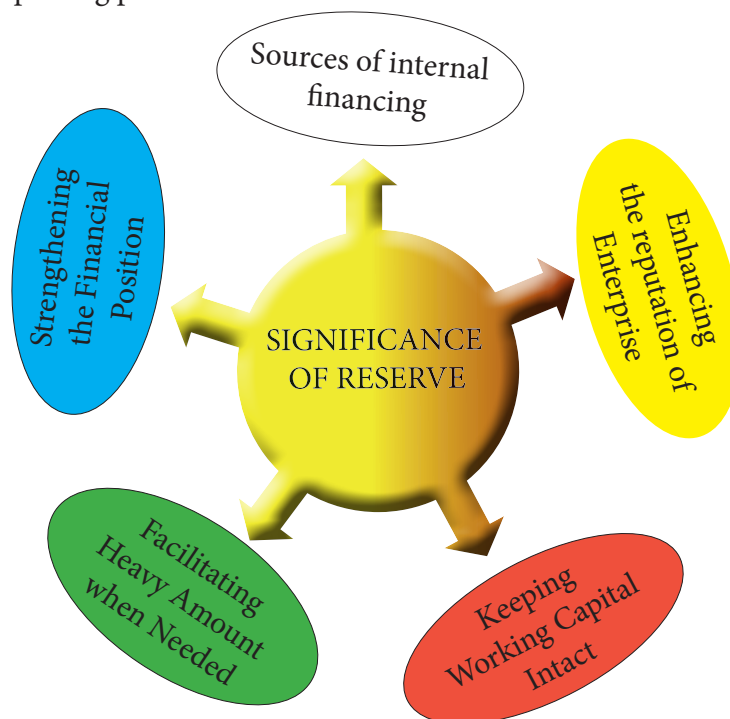 Sources of internal
financing
Strengthening
the Financial
Position
Enhancing
the reputation of
Enterprise
SIGNIFICANCE
OF RESERVE
Facilitating
Heavy Amount
when Needed
Keeping
Working Capital
Intact